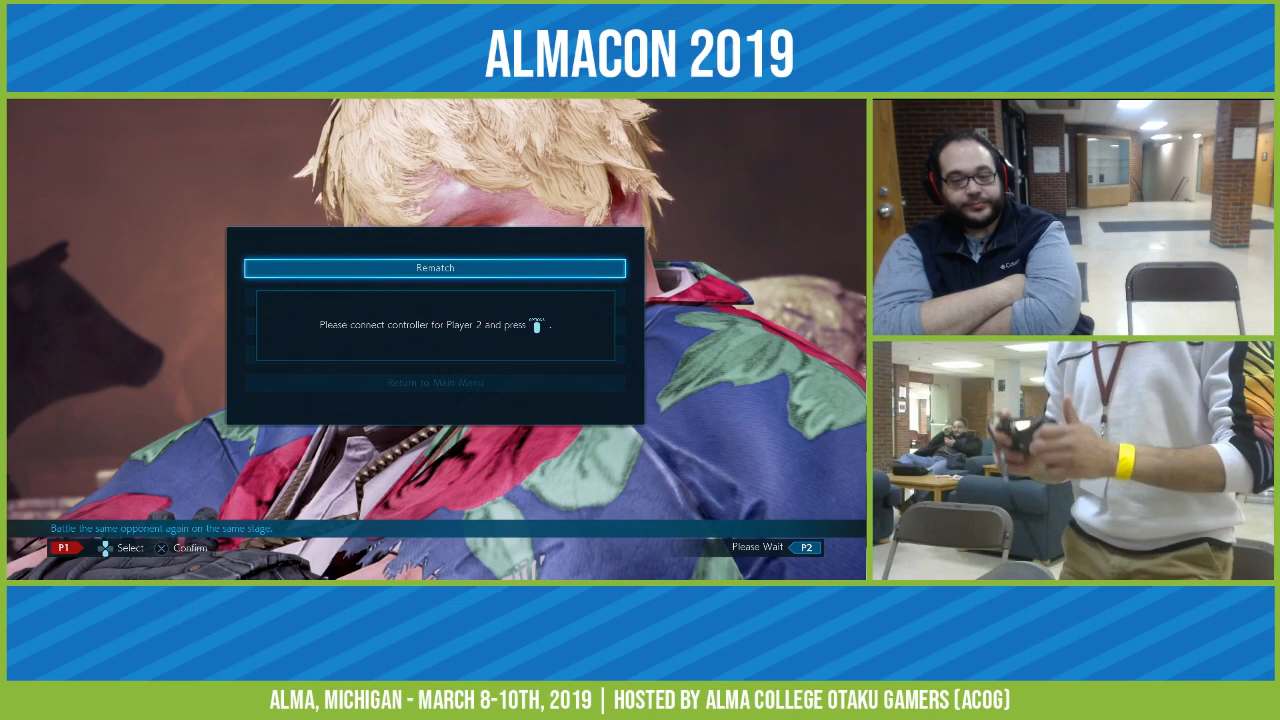 ALMACON 2019
Rematch
Please connect controller for Player 2 and press OPTIONS .
Return to Main Menu
Battle the same opponent again on the same stage.
P1 Select Confirm
Please Wait P2
Columbia
ALMA, MICHIGAN - MARCH 8-10TH, 2019 | HOSTED BY ALMA COLLEGE OTAKU GAMERS (ACOG)